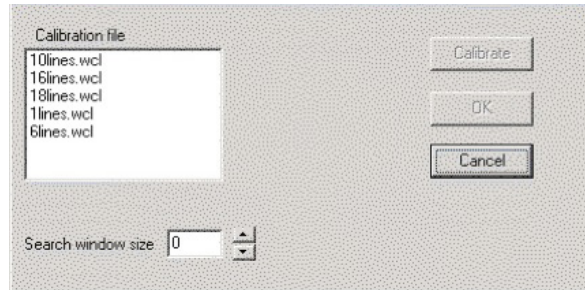 Calibration file
10lines.wcl
16lines.wcl
18lines.wcl
1lines.wcl
6lines.wcl
Calibrate
OK
Cancel
Search window size 0